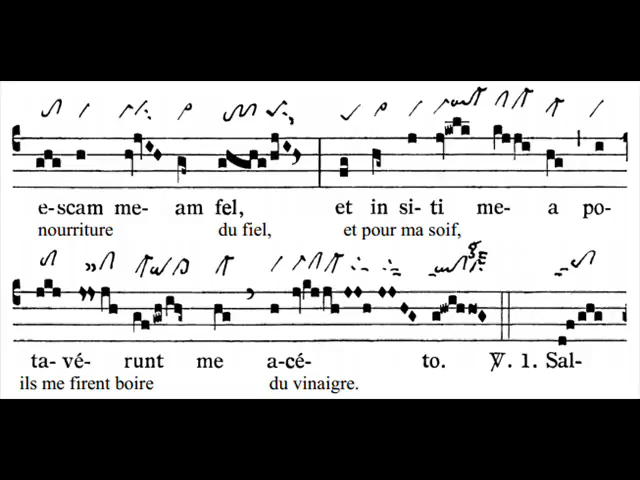 e-scam me- am fel, et in si- ti me- a po-
nourriture du fiel, et pour ma soif,
ta- vé- runt me a-cé- to. ℣. 1. Sal-
ils me firent boire du vinaigre.